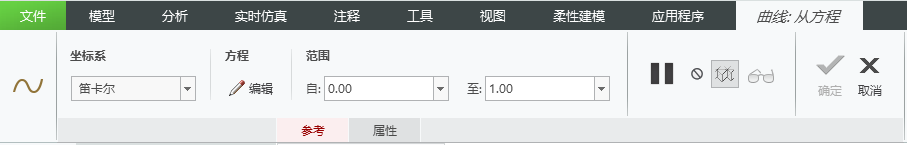 文件 模型 分析 实时仿真 注释 工具 视图 柔性建模 应用程序 曲线: 从方程
坐标系 方程 范围
笛卡尔 编辑 自: 0.00 至: 1.00
确定 取消
参考 属性